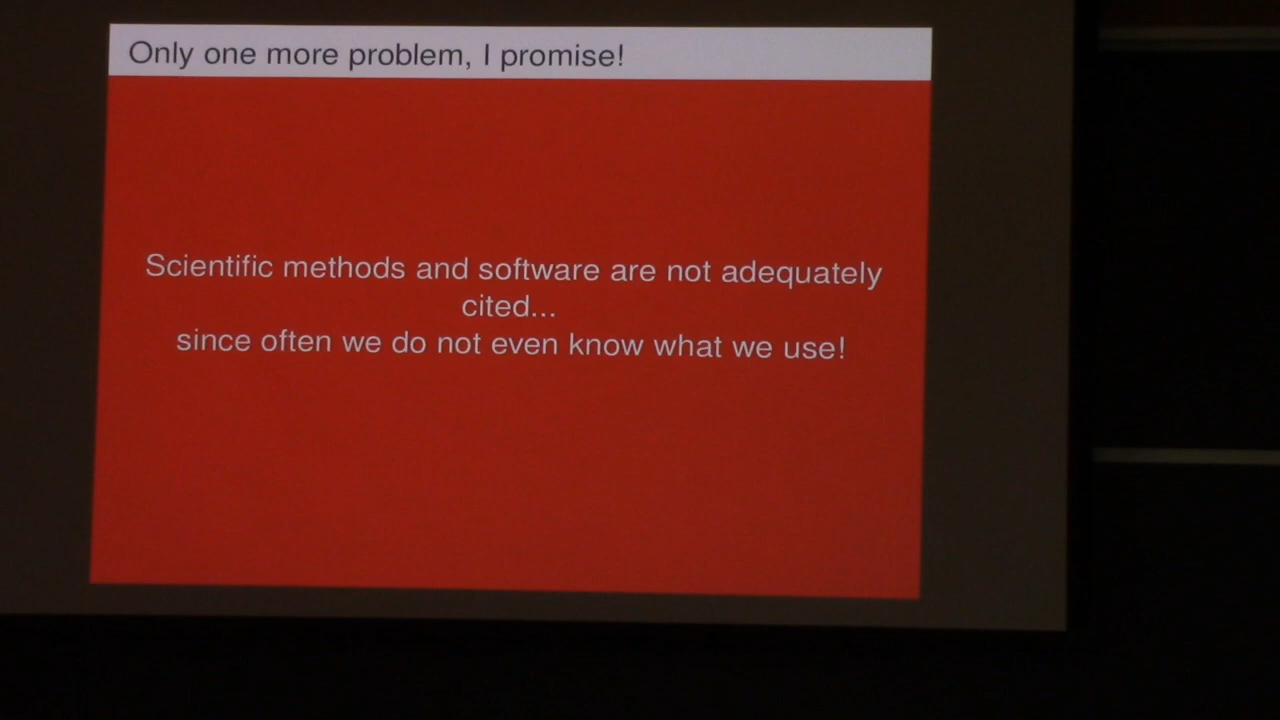 Only one more problem, I promise!
Scientific methods and software are not adequately
cited...
since often we do not even know what we use!